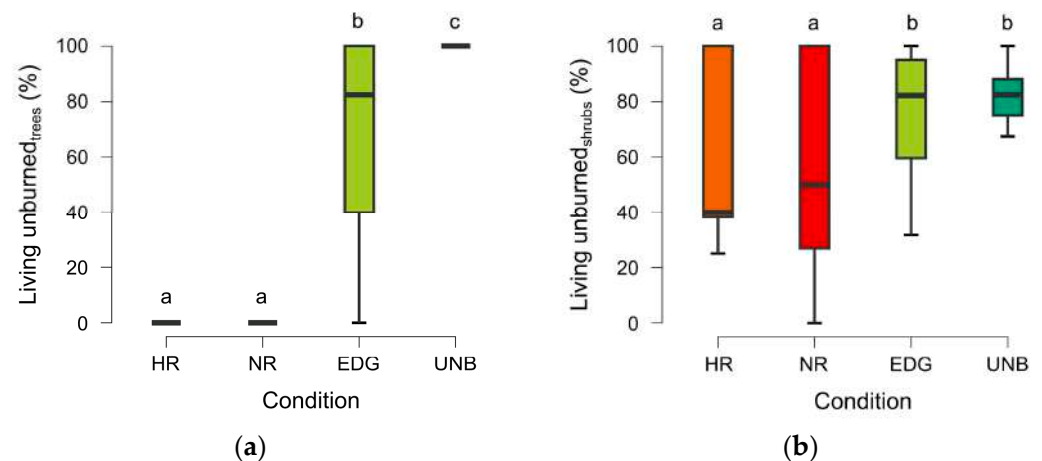 b c
100
80
60
40
20
0
a a
Living unburned_trees (%)
HR NR EDG UNB
Condition
(a)
a a b b
100
80
60
40
20
0
Living unburned_shrubs (%)
HR NR EDG UNB
Condition
(b)